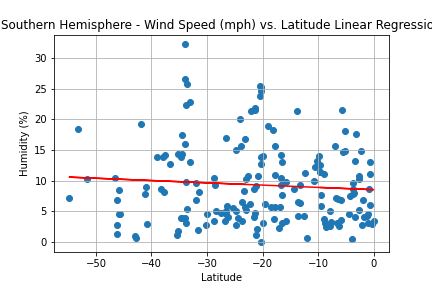 Southern Hemisphere - Wind Speed (mph) vs. Latitude Linear Regressio
Humidity (%)
30
25
20
15
10
5
0
−50 −40 −30 −20 −10 0
Latitude